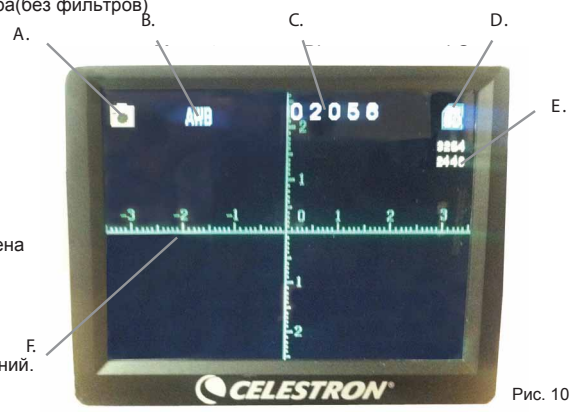 ра(без фильтров)
A. B. C. D.
AWB 02056
E.
3264
2448
2
1
-3 -2 -1 0 1 2 3
ена
-1
-2
F.
ний.
CELESTRON®
Рис. 10